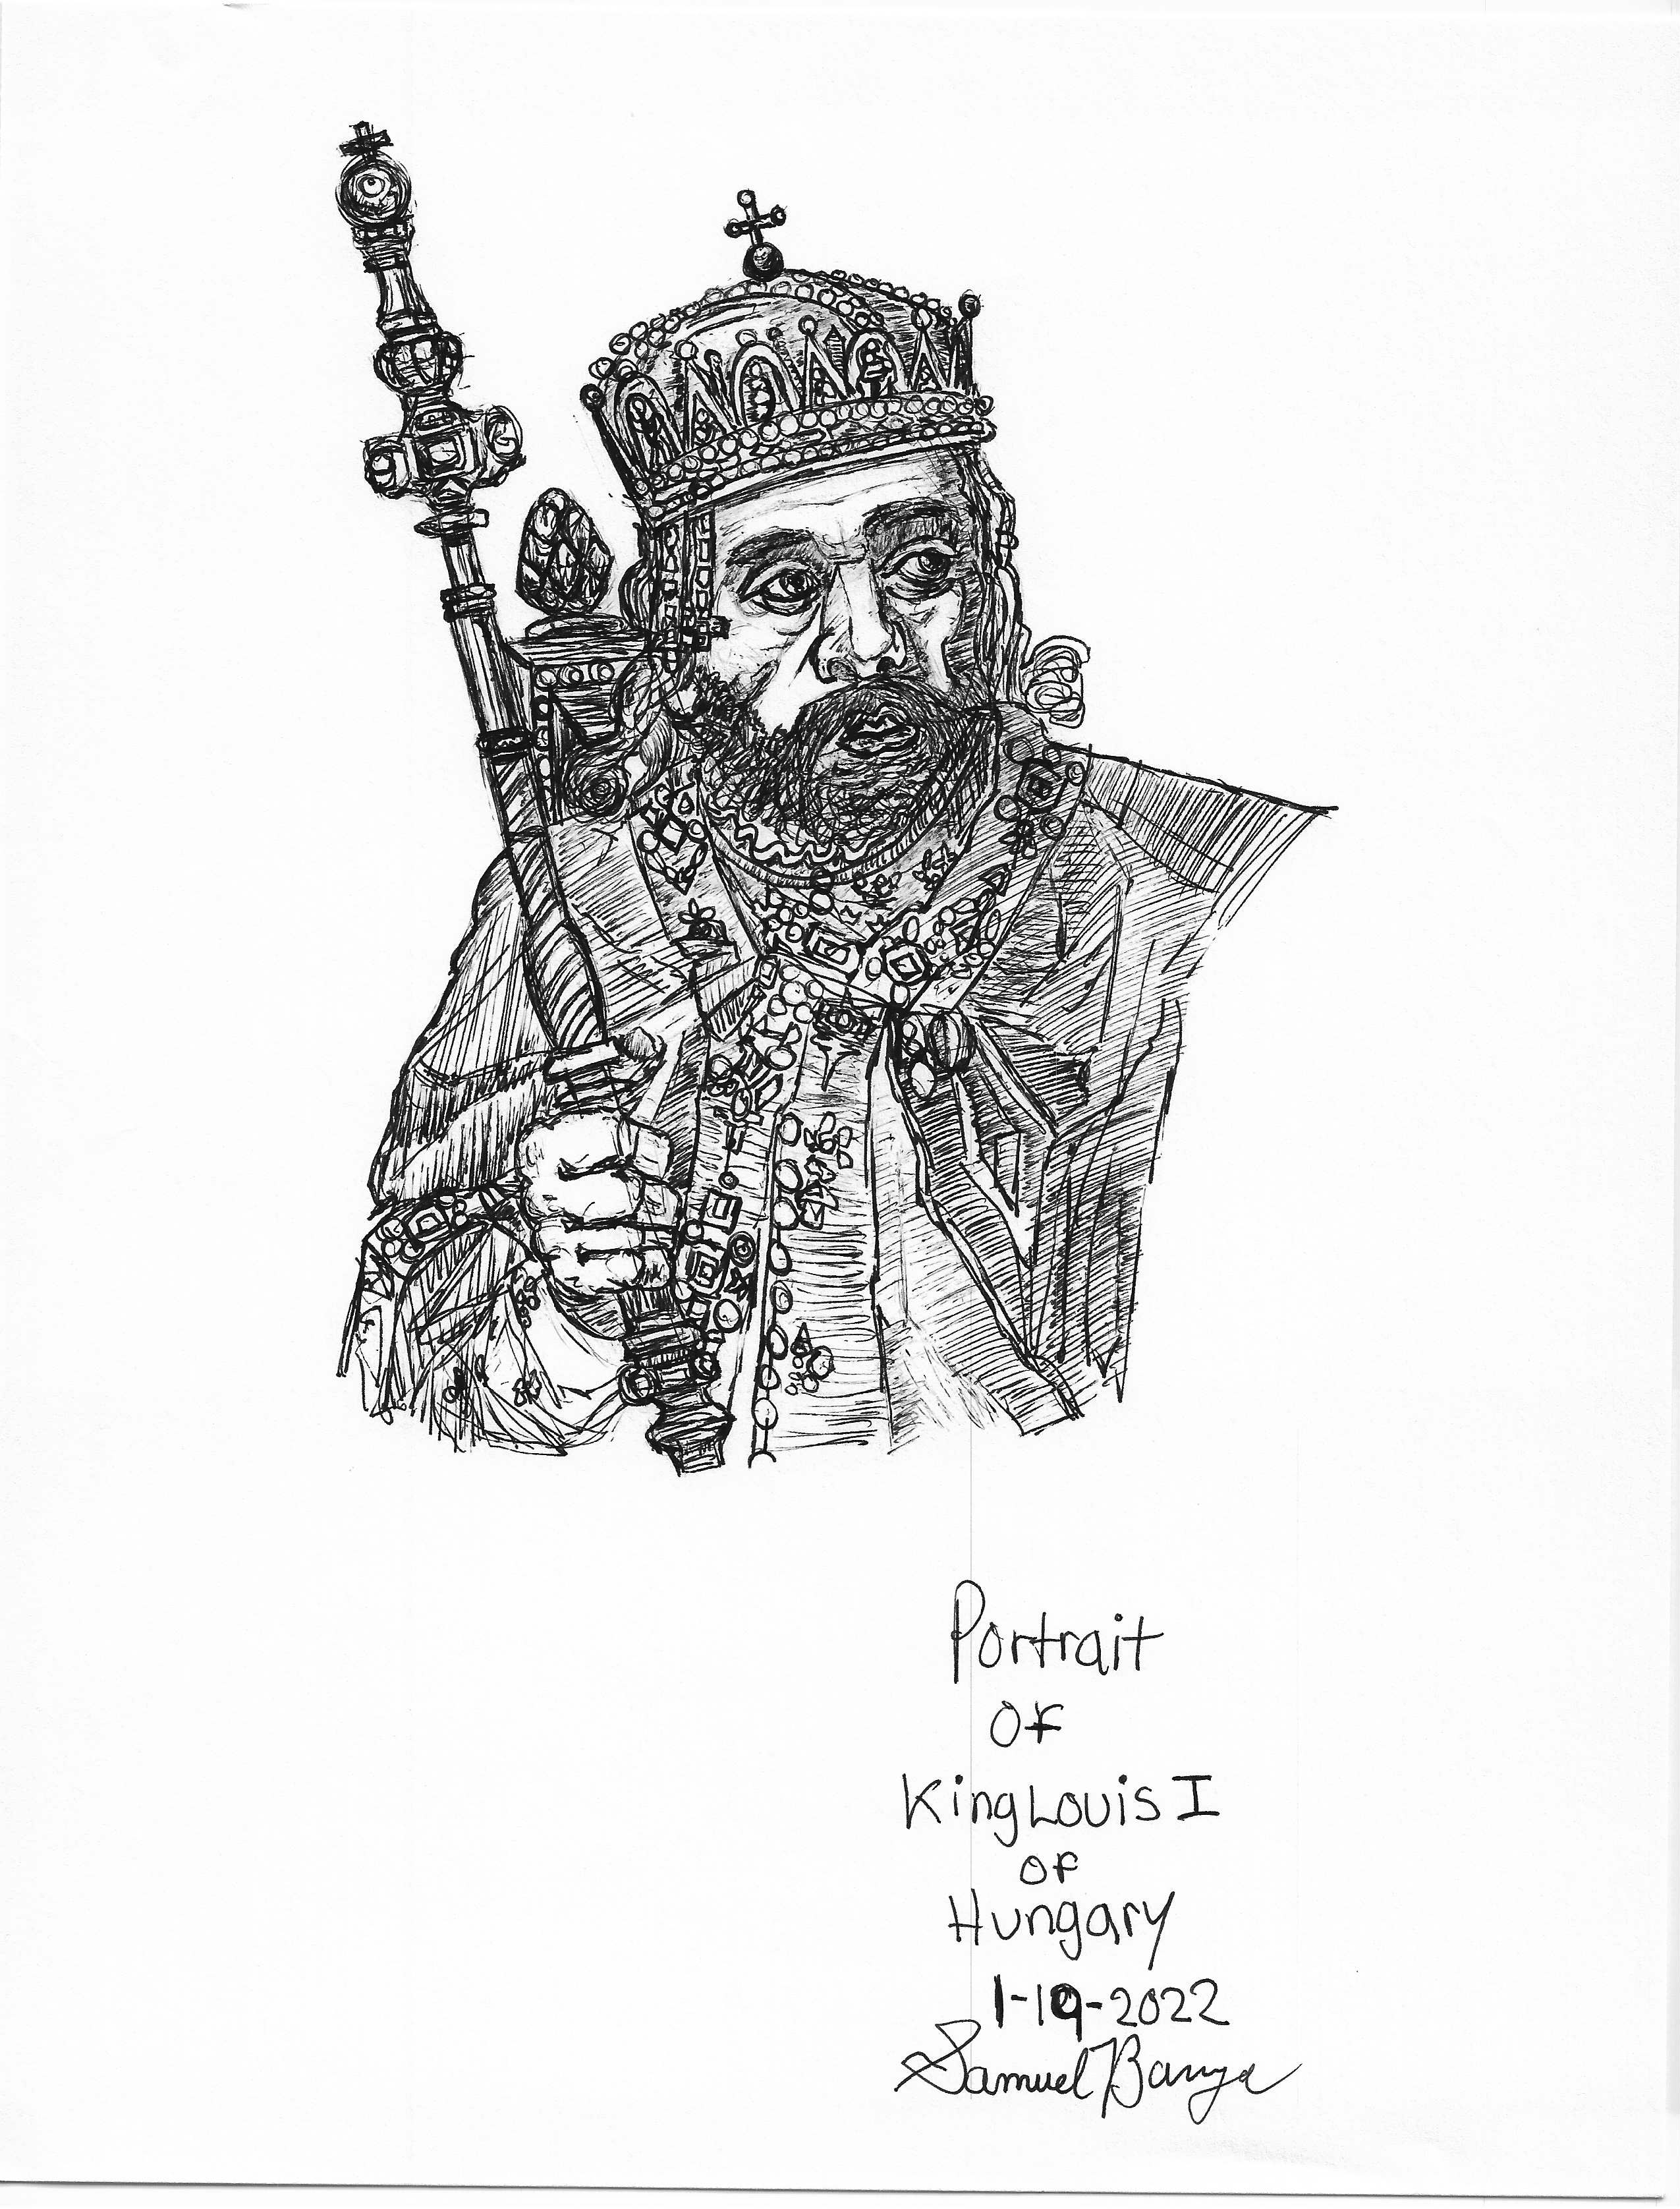 Portrait
of
King Louis I
of
Hungary
1-19-2022
Samuel Banya